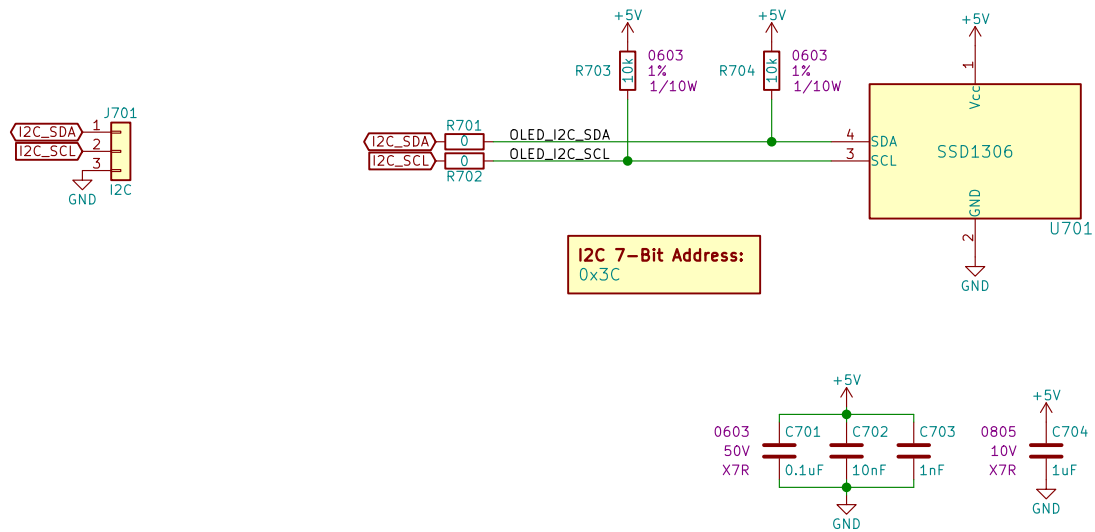 J701
I2C_SDA
1
I2C_SCL
2
3
GND
I2C
+5V
+5V
+5V
R703
10k
0603
1%
1/10W
R704
10k
0603
1%
1/10W
1
Vcc
I2C_SDA
R701
0
OLED_I2C_SDA
4
SDA
I2C_SCL
0
R702
OLED_I2C_SCL
3
SCL
SSD1306
GND
2
U701
GND
I2C 7-Bit Address:
0x3C
+5V
0603
50V
X7R
C701
0.1uF
C702
10nF
C703
1nF
GND
+5V
0805
10V
X7R
C704
1uF
GND